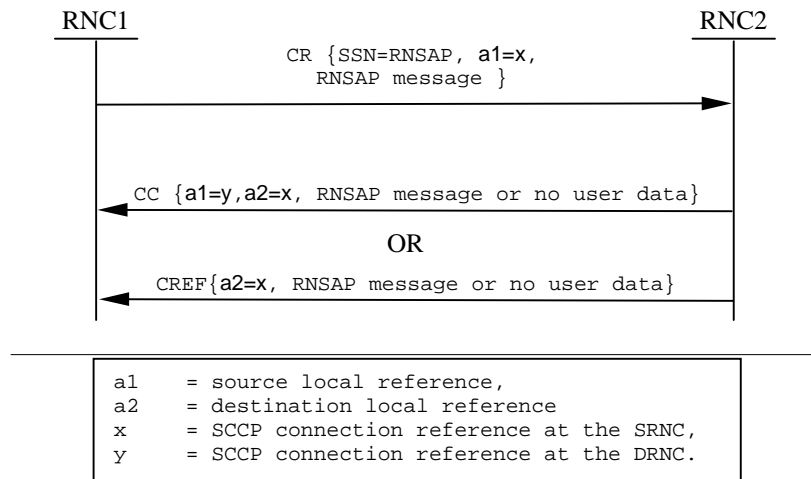 RNC1 RNC2
CR {SSN=RNSAP, a1=x,
RNSAP message }
CC {a1=y,a2=x, RNSAP message or no user data}
OR
CREF{a2=x, RNSAP message or no user data}
a1 = source local reference,
a2 = destination local reference
x = SCCP connection reference at the SRNC,
y = SCCP connection reference at the DRNC.